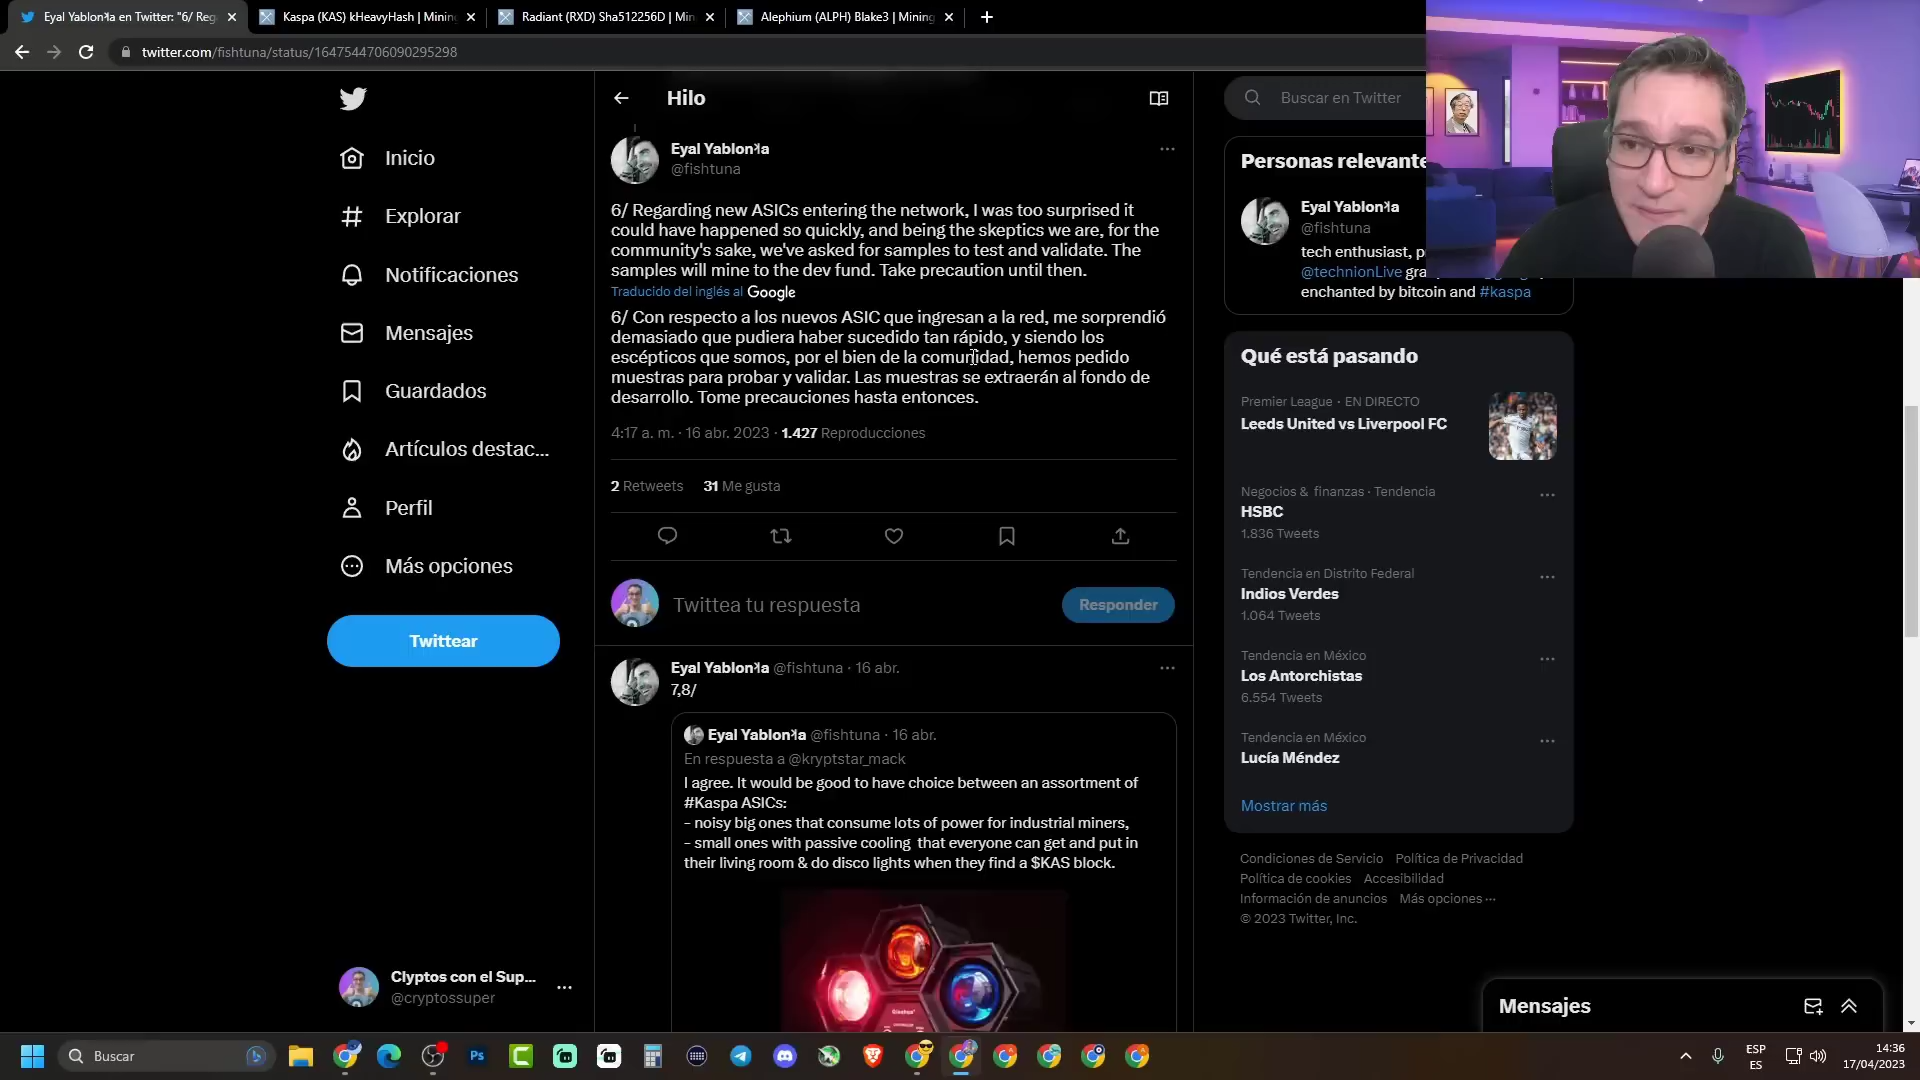 Eyal Yablonꓘa en Twitter: "6/ Reg
Kaspa (KAS) kHeavyHash | Mining
Radiant (RXD) Sha512256D | Min
Alephium (ALPH) Blake3 | Mining
twitter.com/fishtuna/status/1647544706090295298
Inicio
Explorar
Notificaciones
Mensajes
Guardados
Artículos destac...
Perfil
Más opciones
Twittear
Clyptos con el Sup...
@cryptossuper
Hilo
Eyal Yablonꓘa
@fishtuna
6/ Regarding new ASICs entering the network, I was too surprised it
could have happened so quickly, and being the skeptics we are, for the
community's sake, we've asked for samples to test and validate. The
samples will mine to the dev fund. Take precaution until then.
Traducido del inglés al Google
6/ Con respecto a los nuevos ASIC que ingresan a la red, me sorprendió
demasiado que pudiera haber sucedido tan rápido, y siendo los
escépticos que somos, por el bien de la comunidad, hemos pedido
muestras para probar y validar. Las muestras se extraerán al fondo de
desarrollo. Tome precauciones hasta entonces.
4:17 a. m. · 16 abr. 2023 · 1.427 Reproducciones
2 Retweets 31 Me gusta
Twittea tu respuesta
Responder
Eyal Yablonꓘa @fishtuna · 16 abr.
7,8/
Eyal Yablonꓘa @fishtuna · 16 abr.
En respuesta a @kryptstar_mack
I agree. It would be good to have choice between an assortment of
#Kaspa ASICs:
- noisy big ones that consume lots of power for industrial miners,
- small ones with passive cooling that everyone can get and put in
their living room & do disco lights when they find a $KAS block.
Buscar en Twitter
Personas relevante
Eyal Yablonꓘa
@fishtuna
tech enthusiast, p
@technionLive gra
enchanted by bitcoin and #kaspa
Qué está pasando
Premier League · EN DIRECTO
Leeds United vs Liverpool FC
Negocios & finanzas · Tendencia
HSBC
1.836 Tweets
Tendencia en Distrito Federal
Indios Verdes
1.064 Tweets
Tendencia en México
Los Antorchistas
6.554 Tweets
Tendencia en México
Lucía Méndez
Mostrar más
Condiciones de Servicio Política de Privacidad
Política de cookies Accesibilidad
Información de anuncios Más opciones ···
© 2023 Twitter, Inc.
Mensajes
Buscar
Ps
ESP
ES
14:36
17/04/2023